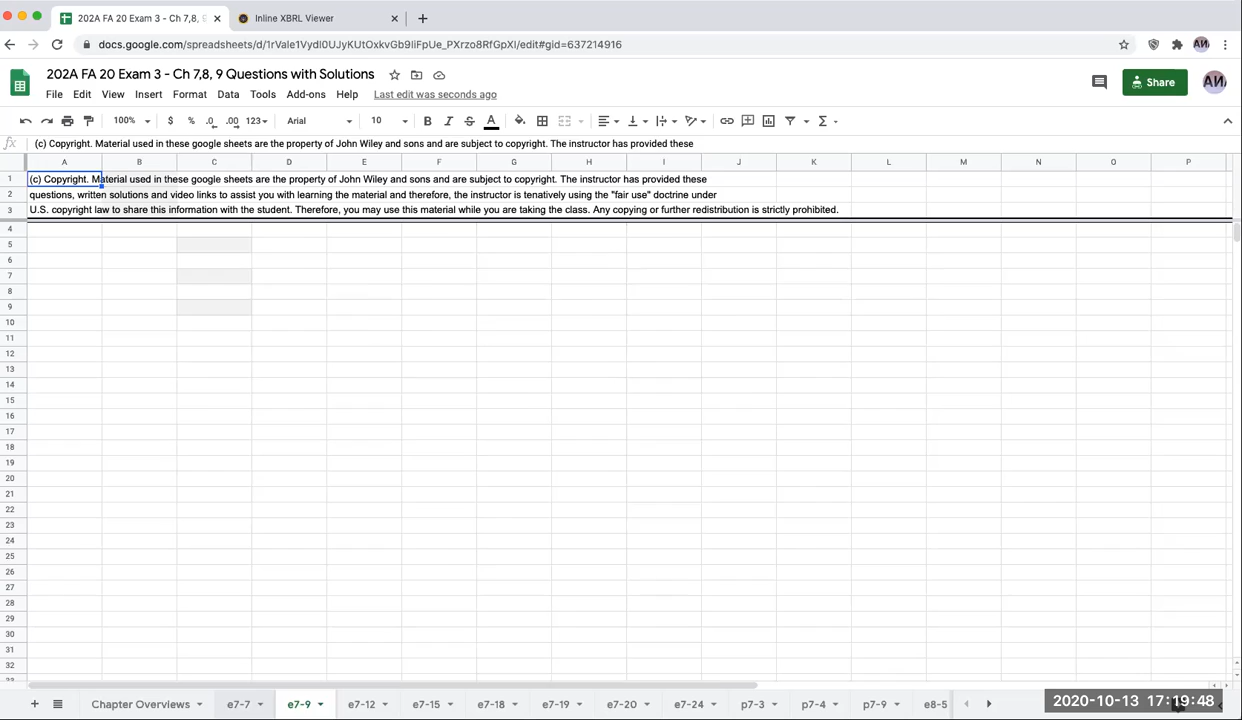 202A FA 20 Exam 3 - Ch 7,8, 9
Inline XBRL Viewer
docs.google.com/spreadsheets/d/1rVale1VydI0UJyKUtOxkvGb9IiFpUe_PXrzo8RfGpXI/edit#gid=637214916
202A FA 20 Exam 3 - Ch 7,8, 9 Questions with Solutions
File Edit View Insert Format Data Tools Add-ons Help Last edit was seconds ago
Share
100% $ % .0 .00 123 Arial 10 B I S A
fx (c) Copyright. Material used in these google sheets are the property of John Wiley and sons and are subject to copyright. The instructor has provided these
A B C D E F G H I J K L M N O P
1 (c) Copyright. Material used in these google sheets are the property of John Wiley and sons and are subject to copyright. The instructor has provided these
2 questions, written solutions and video links to assist you with learning the material and therefore, the instructor is tenatively using the "fair use" doctrine under
3 U.S. copyright law to share this information with the student. Therefore, you may use this material while you are taking the class. Any copying or further redistribution is strictly prohibited.
4
5
6
7
8
9
10
11
12
13
14
15
16
17
18
19
20
21
22
23
24
25
26
27
28
29
30
31
32
Chapter Overviews e7-7 e7-9 e7-12 e7-15 e7-18 e7-19 e7-20 e7-24 p7-3 p7-4 p7-9 e8-5
2020-10-13 17:19:48